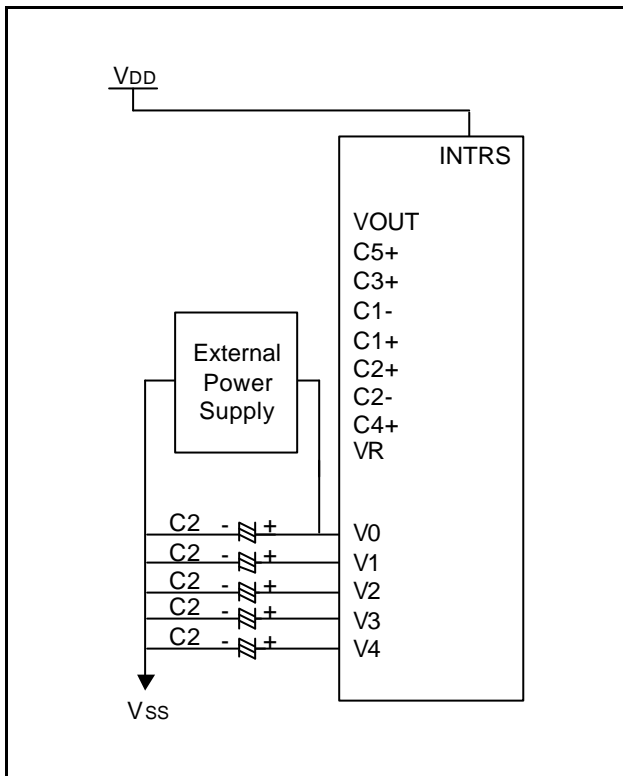 VDD
INTRS
VOUT
C5+
C3+
C1-
C1+
C2+
C2-
C4+
VR
External
Power
Supply
C2 - + V0
C2 - + V1
C2 - + V2
C2 - + V3
C2 - + V4
VSS